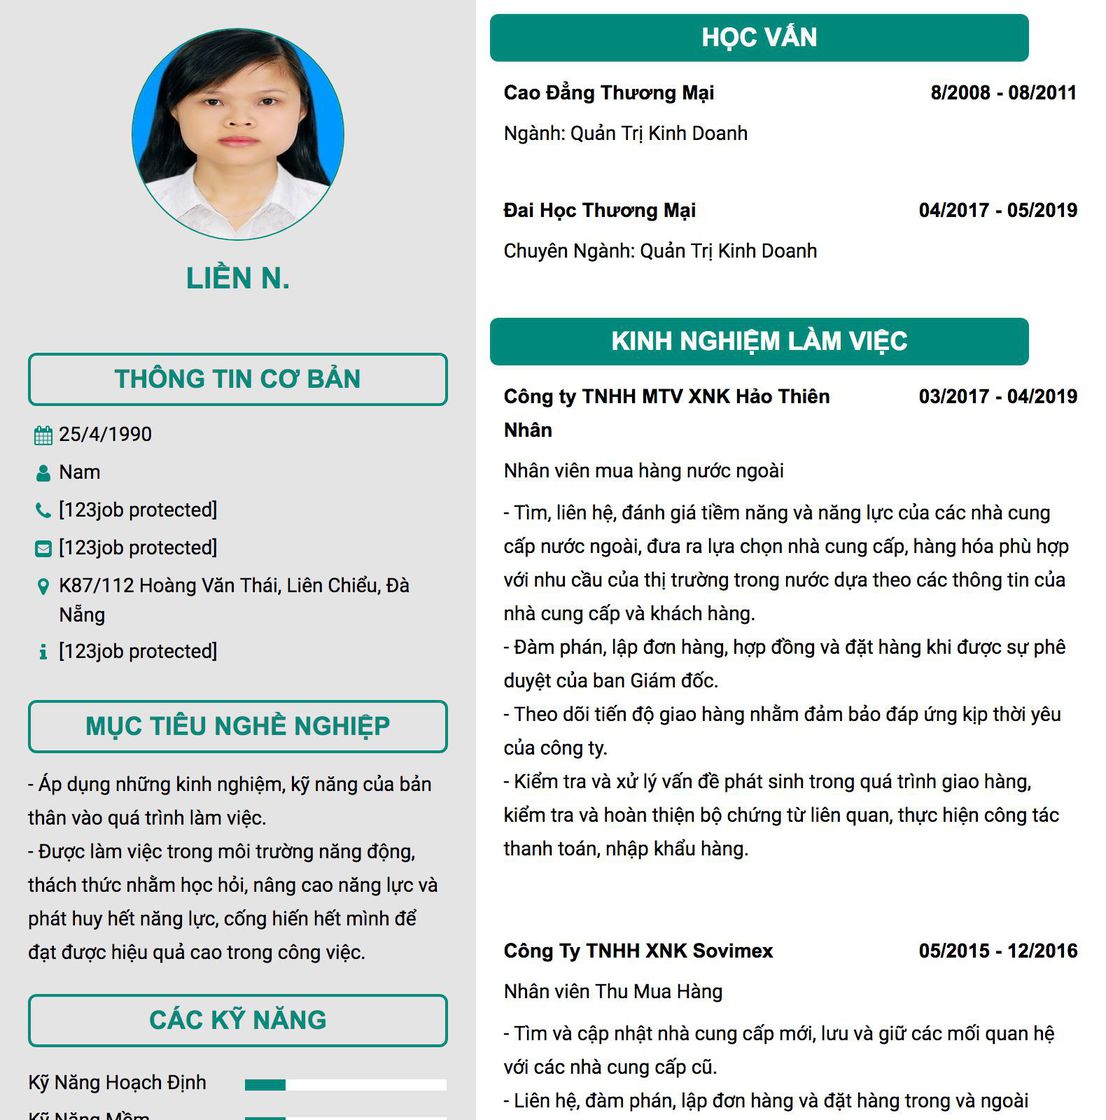 LIỀN N.
THÔNG TIN CƠ BẢN
25/4/1990
Nam
[123job protected]
[123job protected]
K87/112 Hoàng Văn Thái, Liên Chiểu, Đà
Nẵng
[123job protected]
MỤC TIÊU NGHỀ NGHIỆP
- Áp dụng những kinh nghiệm, kỹ năng của bản
thân vào quá trình làm việc.
- Được làm việc trong môi trường năng động,
thách thức nhằm học hỏi, nâng cao năng lực và
phát huy hết năng lực, cống hiến hết mình để
đạt được hiệu quả cao trong công việc.
CÁC KỸ NĂNG
Kỹ Năng Hoạch Định
Kỹ Năng Mềm
HỌC VẤN
Cao Đẳng Thương Mại 8/2008 - 08/2011
Ngành: Quản Trị Kinh Doanh
Đai Học Thương Mại 04/2017 - 05/2019
Chuyên Ngành: Quản Trị Kinh Doanh
KINH NGHIỆM LÀM VIỆC
Công ty TNHH MTV XNK Hảo Thiên 03/2017 - 04/2019
Nhân
Nhân viên mua hàng nước ngoài
- Tìm, liên hệ, đánh giá tiềm năng và năng lực của các nhà cung
cấp nước ngoài, đưa ra lựa chọn nhà cung cấp, hàng hóa phù hợp
với nhu cầu của thị trường trong nước dựa theo các thông tin của
nhà cung cấp và khách hàng.
- Đàm phán, lập đơn hàng, hợp đồng và đặt hàng khi được sự phê
duyệt của ban Giám đốc.
- Theo dõi tiến độ giao hàng nhằm đảm bảo đáp ứng kịp thời yêu
của công ty.
- Kiểm tra và xử lý vấn đề phát sinh trong quá trình giao hàng,
kiểm tra và hoàn thiện bộ chứng từ liên quan, thực hiện công tác
thanh toán, nhập khẩu hàng.
Công Ty TNHH XNK Sovimex 05/2015 - 12/2016
Nhân viên Thu Mua Hàng
- Tìm và cập nhật nhà cung cấp mới, lưu và giữ các mối quan hệ
với các nhà cung cấp cũ.
- Liên hệ, đàm phán, lập đơn hàng và đặt hàng trong và ngoài